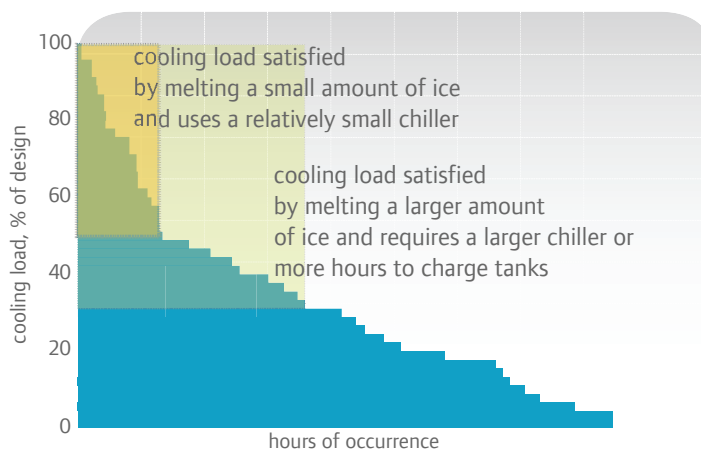 100
cooling load satisfied
by melting a small amount of ice
80
and uses a relatively small chiller
cooling load, % of design
cooling load satisfied
60
by melting a larger amount
of ice and requires a larger chiller or
40
more hours to charge tanks
20
0
hours of occurrence